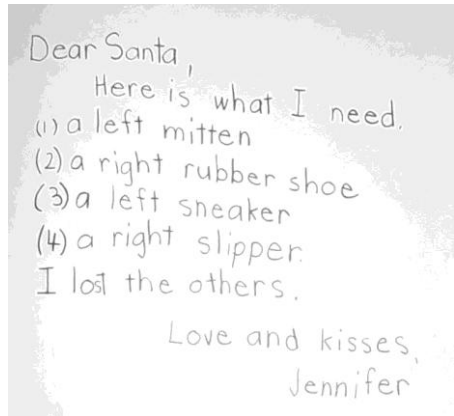 Dear Santa,
Here is what I need.
(1) a left mitten
(2) a right rubber shoe
(3) a left sneaker
(4) a right slipper.
I lost the others.
Love and kisses,
Jennifer